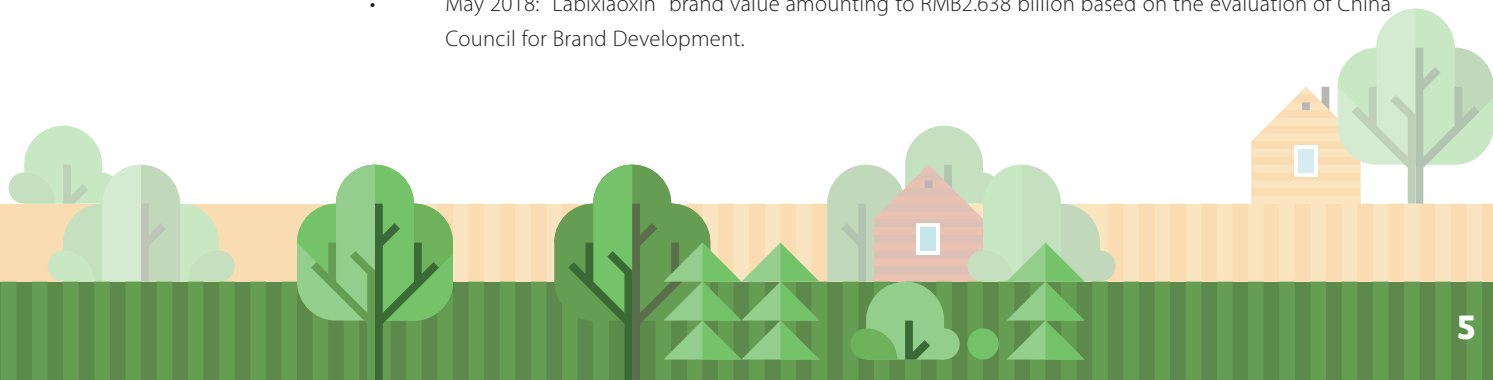 • May 2018: "Labixiaoxin" brand value amounting to RMB2.638 billion based on the evaluation of China
Council for Brand Development.
5